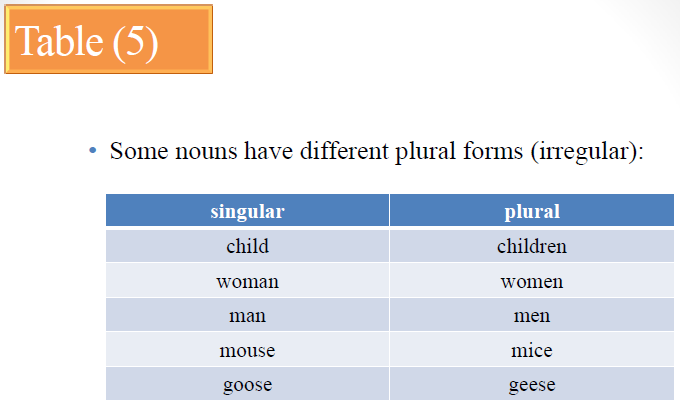 Table (5)
• Some nouns have different plural forms (irregular):
singular plural
child children
woman women
man men
mouse mice
goose geese